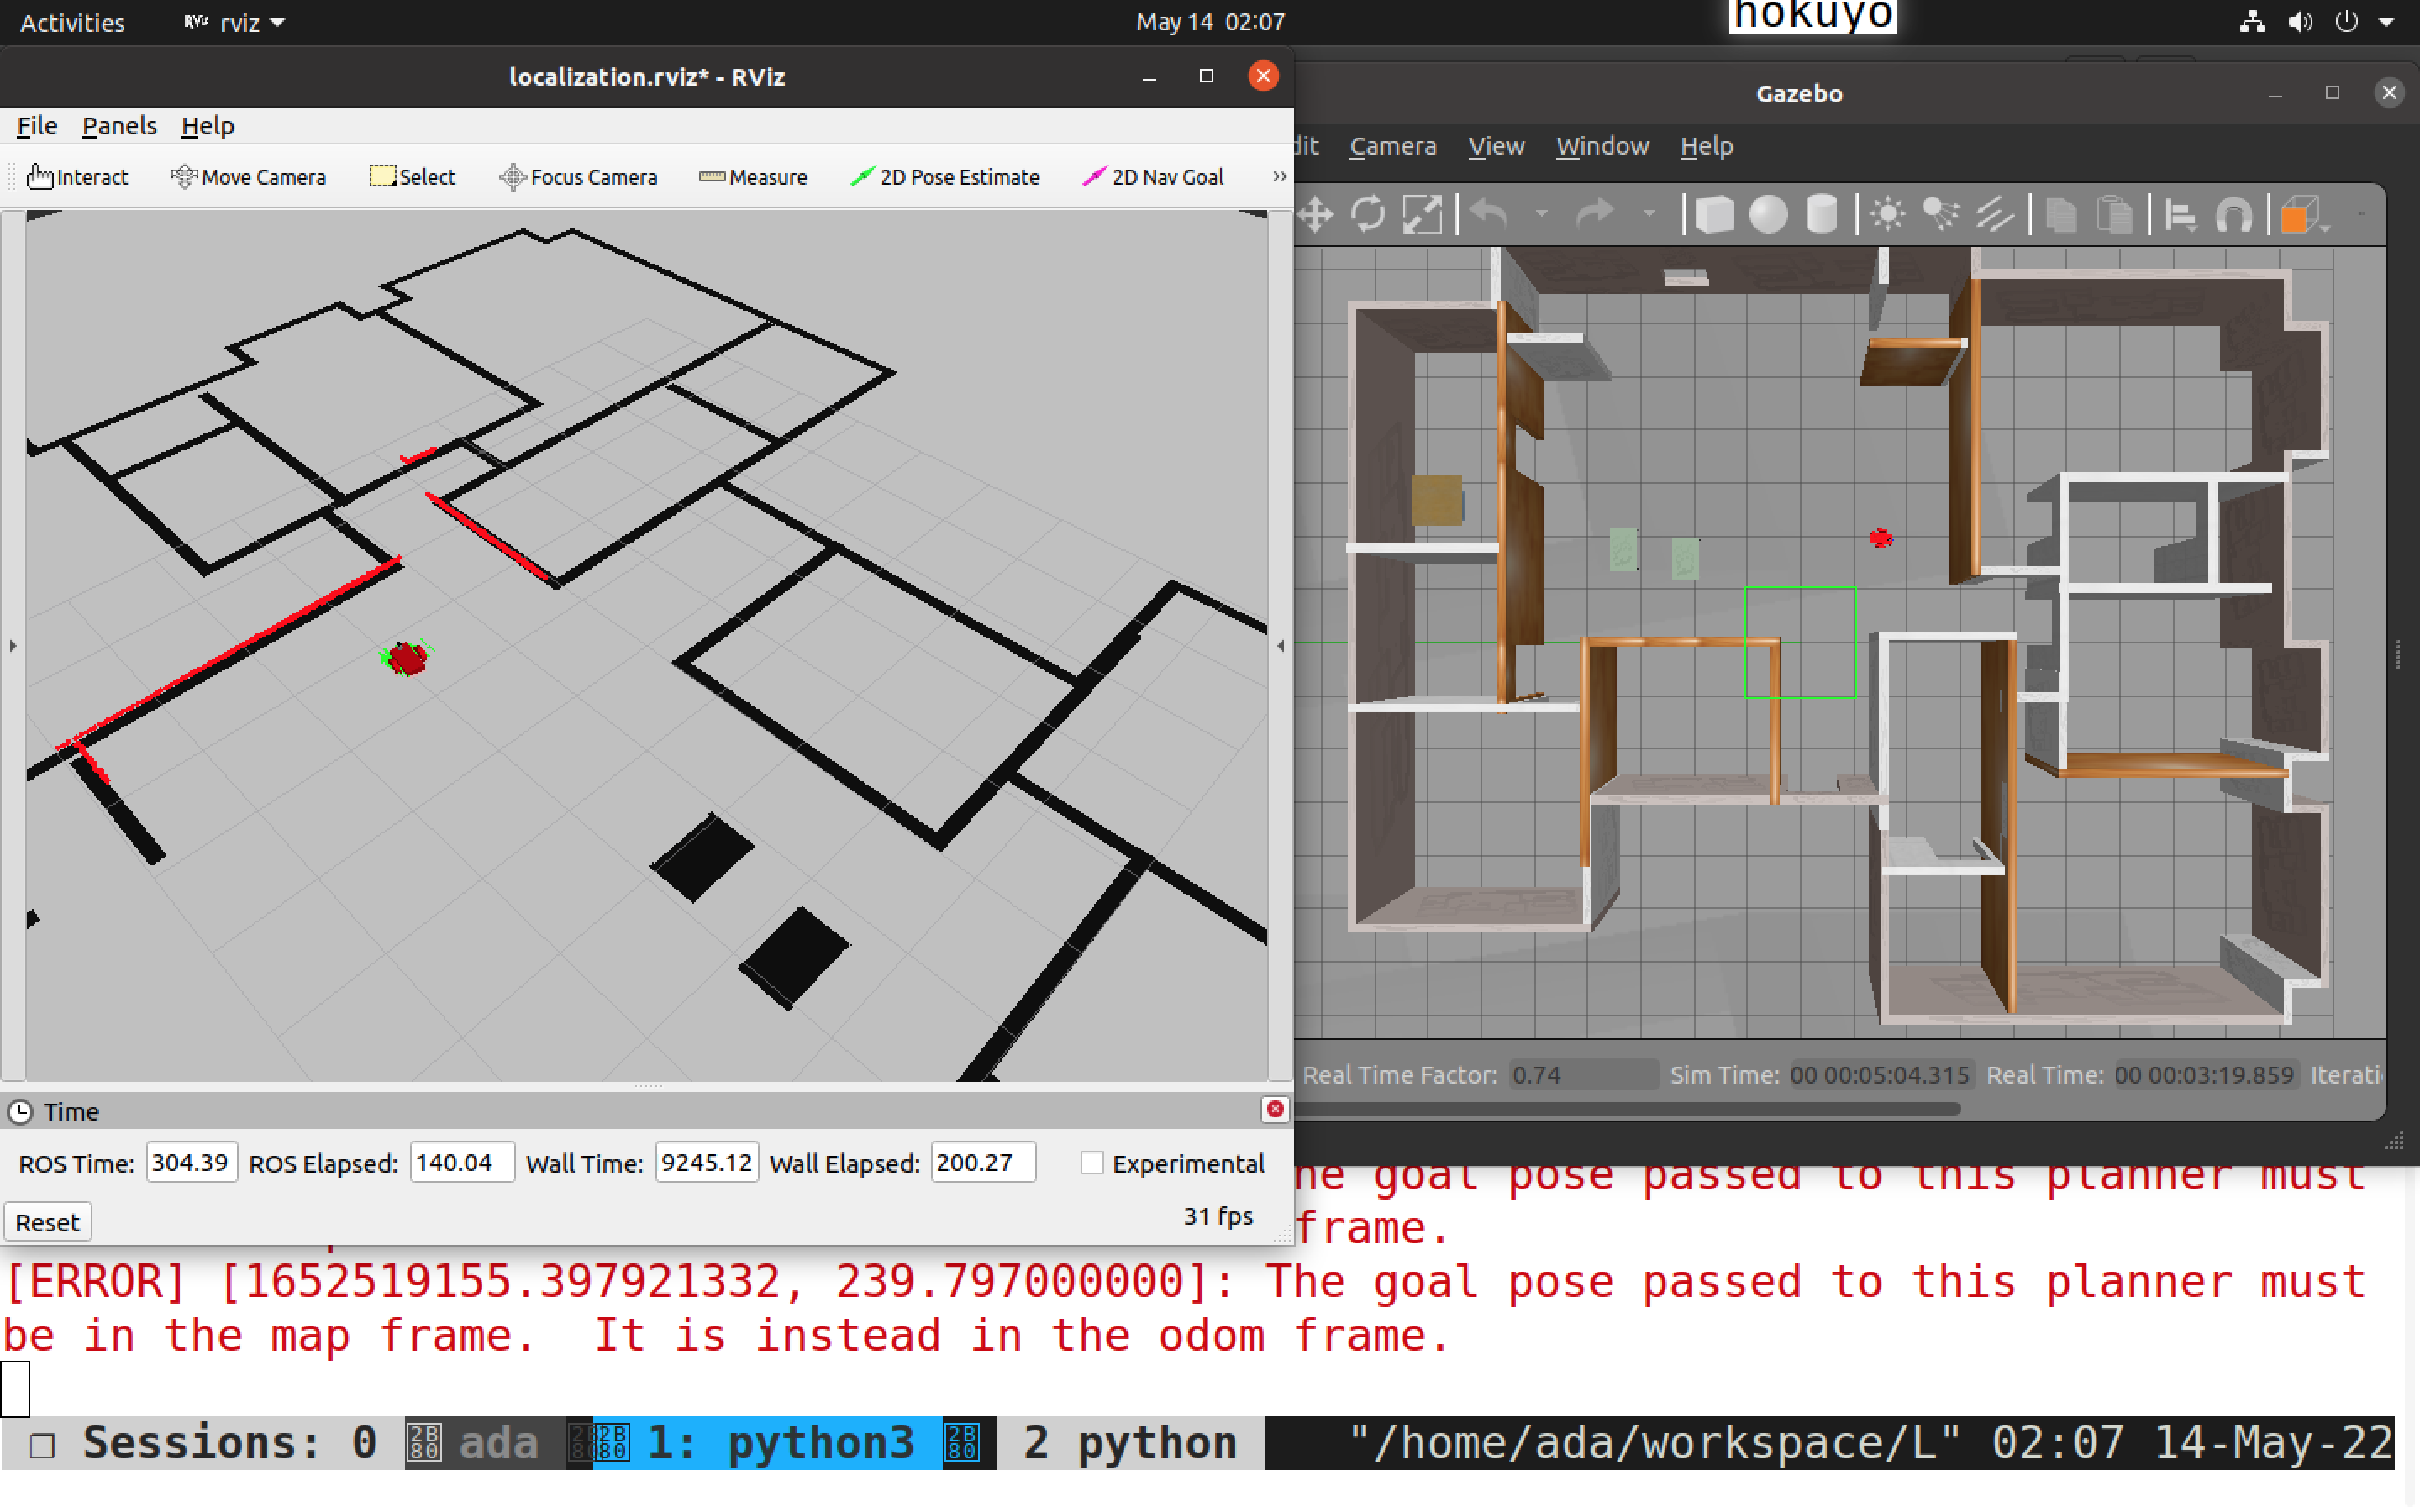 Activities rviz May 14 02:07 hokuyo
localization.rviz* - RViz
File Panels Help
Interact Move Camera Select Focus Camera Measure 2D Pose Estimate 2D Nav Goal »
Time
ROS Time: 304.39 ROS Elapsed: 140.04 Wall Time: 9245.12 Wall Elapsed: 200.27 Experimental
Reset 31 fps
Gazebo
dit Camera View Window Help
Real Time Factor: 0.74 Sim Time: 00 00:05:04.315 Real Time: 00 00:03:19.859 Iterati
he goal pose passed to this planner must
frame.
[ERROR] [1652519155.397921332, 239.797000000]: The goal pose passed to this planner must
be in the map frame. It is instead in the odom frame.
❐ Sessions: 0 2B80 ada 2B80 1: python3 2B80 2 python "/home/ada/workspace/L" 02:07 14-May-22